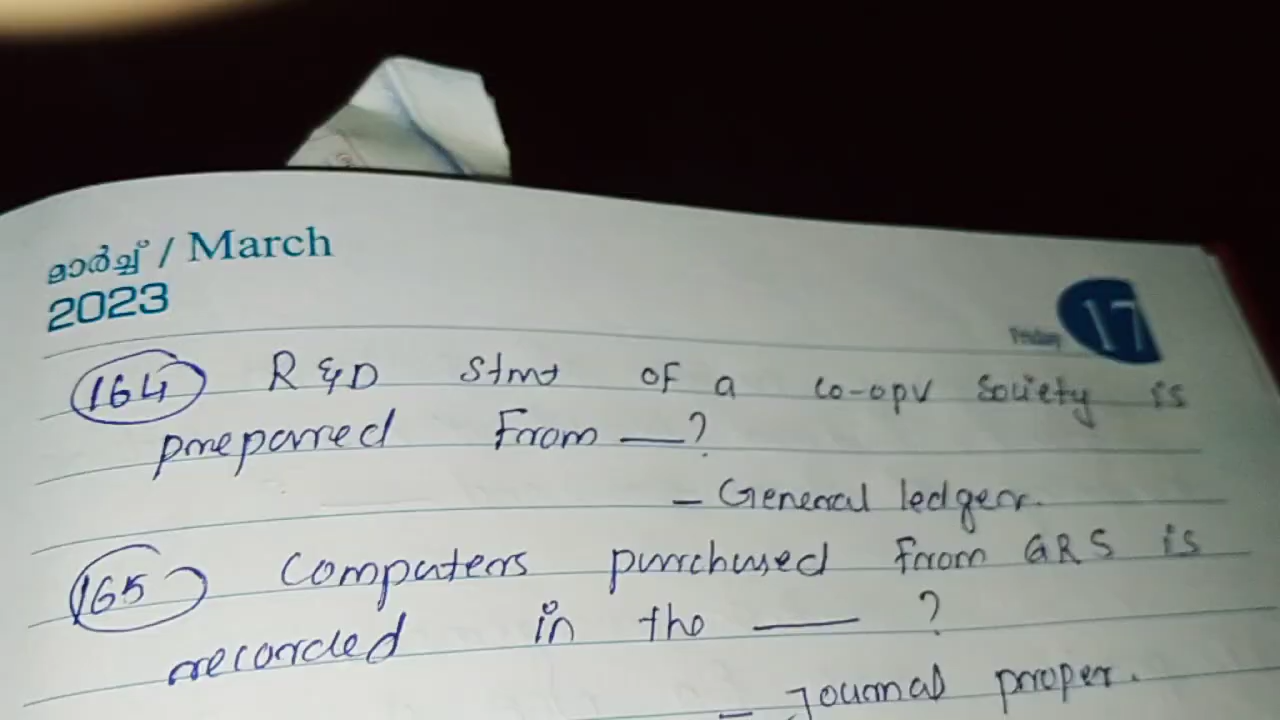 മാർച്ച് / March
2023
Friday 17
164 R &D Stmt of a co-opv Society is
prepared From __?
- General ledger.
165 Computers purchased From GRS is
recorded in the __ ?
- Journal proper.